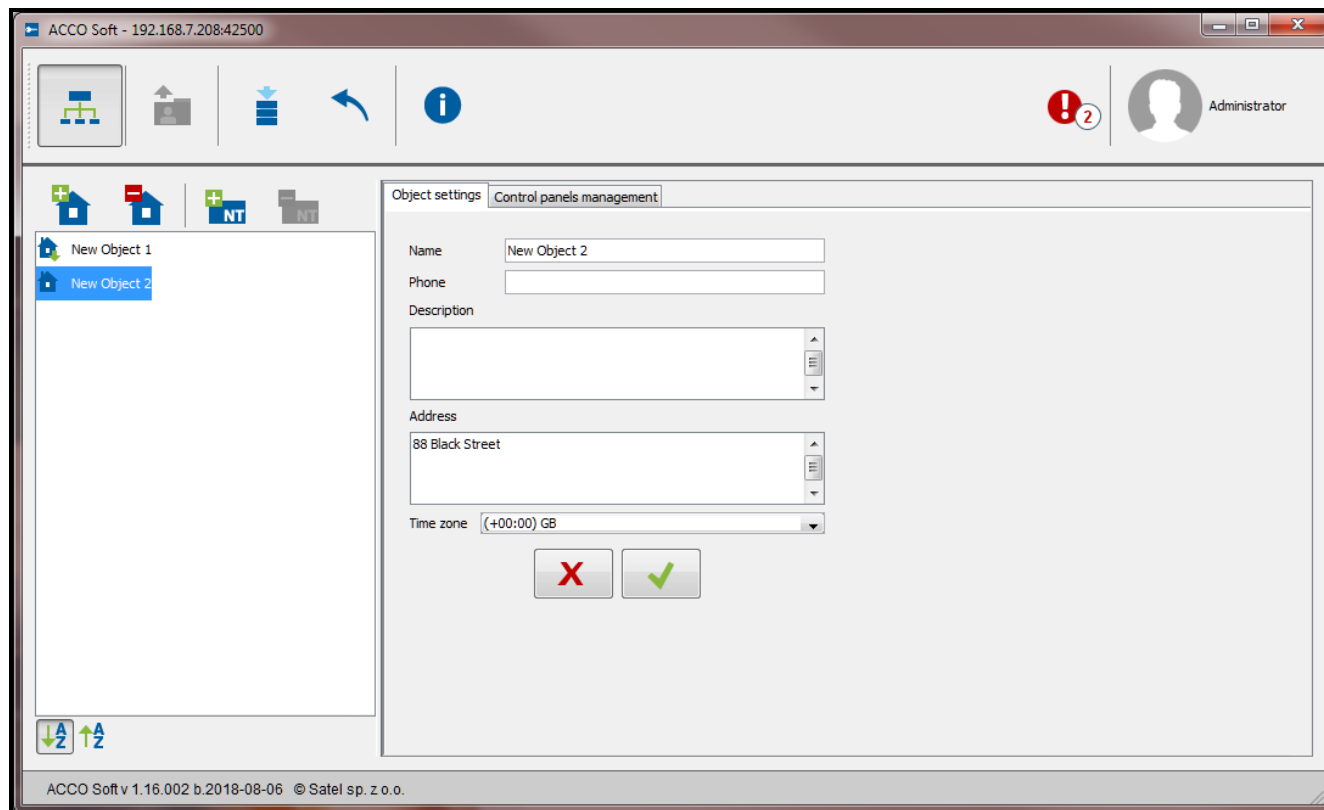 ACCO Soft - 192.168.7.208:42500
2
Administrator
NT
NT
New Object 1
New Object 2
Object settings
Control panels management
Name
New Object 2
Phone
Description
Address
88 Black Street
Time zone
(+00:00) GB
A
Z
A
Z
ACCO Soft v 1.16.002 b.2018-08-06 © Satel sp. z o.o.